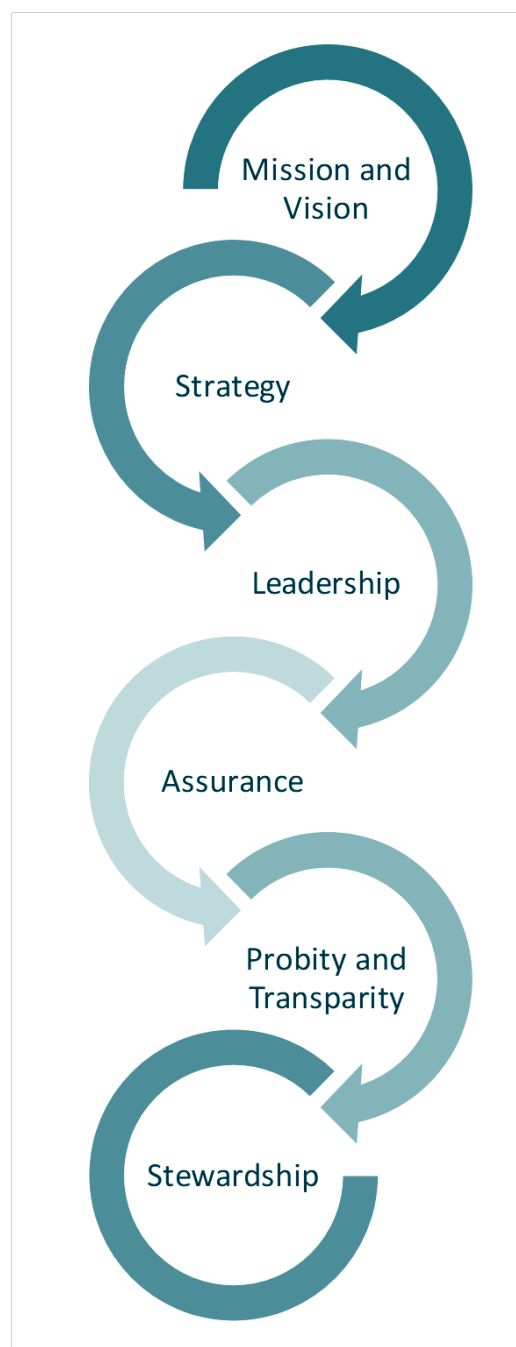 Mission and
Vision
Strategy
Leadership
Assurance
Probity and
Transparity
Stewardship